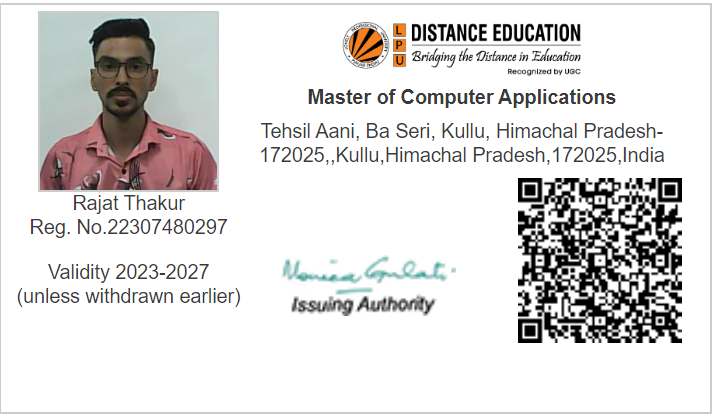 LPU
DISTANCE EDUCATION
Bridging the Distance in Education
Recognized by UGC
Master of Computer Applications
Tehsil Aani, Ba Seri, Kullu, Himachal Pradesh-
172025,,Kullu,Himachal Pradesh,172025,India
Rajat Thakur
Reg. No.22307480297
Validity 2023-2027
(unless withdrawn earlier)
Monica Gulati
Issuing Authority